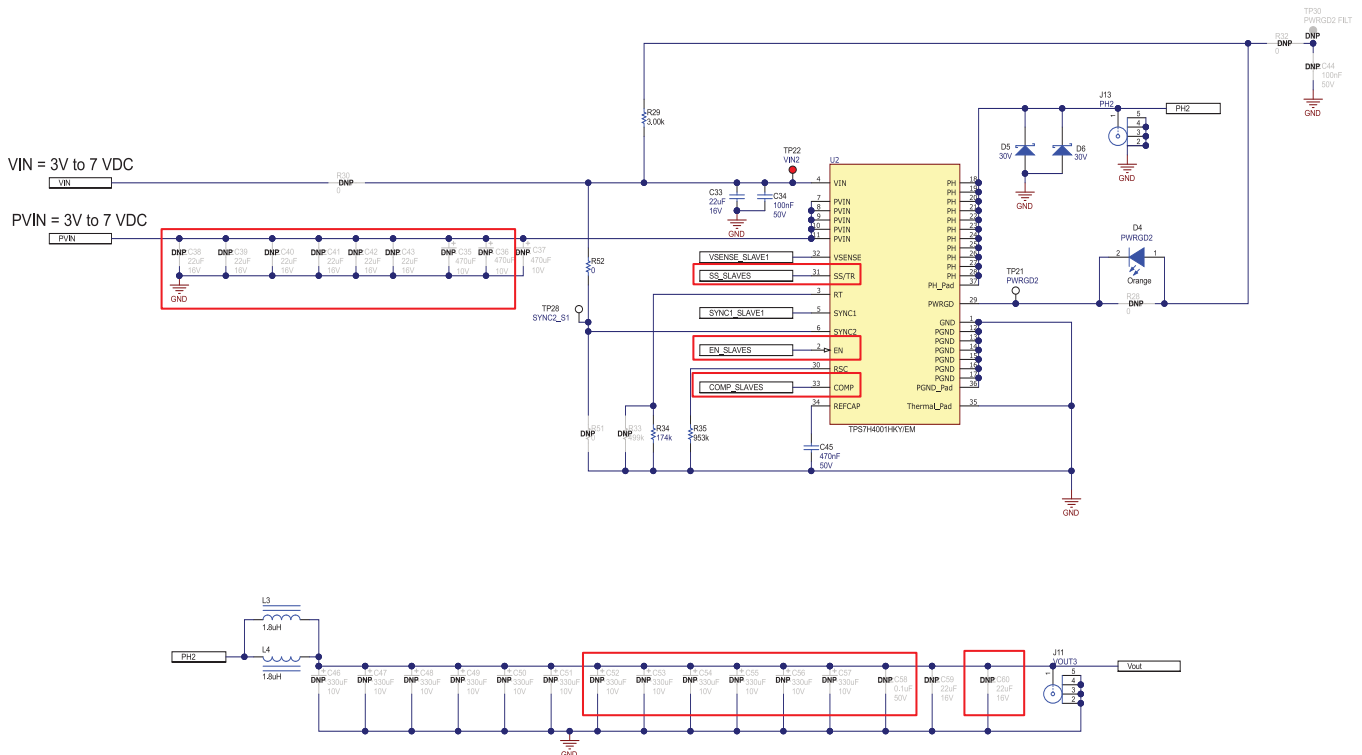 TP30
PWRGD2 FILT
DNP
R32
DNP
0
DNP C44
100nF
50V
GND
J13
PH2
1
5
4
3
2
PH2
GND
R29
3.00k
D5
30V
D6
30V
GND
VIN = 3V to 7 VDC
VIN
R30
DNP
0
TP22
VIN2
C33
22uF
16V
C34
100nF
50V
GND
PVIN = 3V to 7 VDC
PVIN
DNP C38
22uF
16V
DNP C39
22uF
16V
DNP C40
22uF
16V
DNP C41
22uF
16V
DNP C42
22uF
16V
DNP C43
22uF
16V
DNP C35
470uF
10V
DNP C36
470uF
10V
DNP C37
470uF
10V
GND
R52
0
TP28
SYNC2_S1
VSENSE_SLAVE1
SS_SLAVES
SYNC1_SLAVE1
EN_SLAVES
COMP_SLAVES
U2
4 VIN
7 PVIN
8 PVIN
9 PVIN
10 PVIN
11 PVIN
32 VSENSE
31 SS/TR
3 RT
5 SYNC1
6 SYNC2
2 EN
30 RSC
33 COMP
34 REFCAP
PH 18
PH 19
PH 20
PH 21
PH 22
PH 23
PH 24
PH 25
PH 26
PH 27
PH 28
PH_Pad 37
PWRGD 29
GND 1
PGND 12
PGND 13
PGND 14
PGND 15
PGND 16
PGND 17
PGND_Pad 36
Thermal_Pad 35
TPS7H4001HKY/EM
TP21
PWRGD2
D4
PWRGD2
2
1
Orange
R28
DNP
0
DNP R51
0
DNP R33
499k
R34
174k
R35
953k
C45
470nF
50V
GND
L3
1.8uH
L4
1.8uH
PH2
DNP C46
330uF
10V
DNP C47
330uF
10V
DNP C48
330uF
10V
DNP C49
330uF
10V
DNP C50
330uF
10V
DNP C51
330uF
10V
DNP C52
330uF
10V
DNP C53
330uF
10V
DNP C54
330uF
10V
DNP C55
330uF
10V
DNP C56
330uF
10V
DNP C57
330uF
10V
DNP C58
0.1uF
50V
DNP C59
22uF
16V
DNP C60
22uF
16V
J11
VOUT3
1
5
4
3
2
Vout
GND